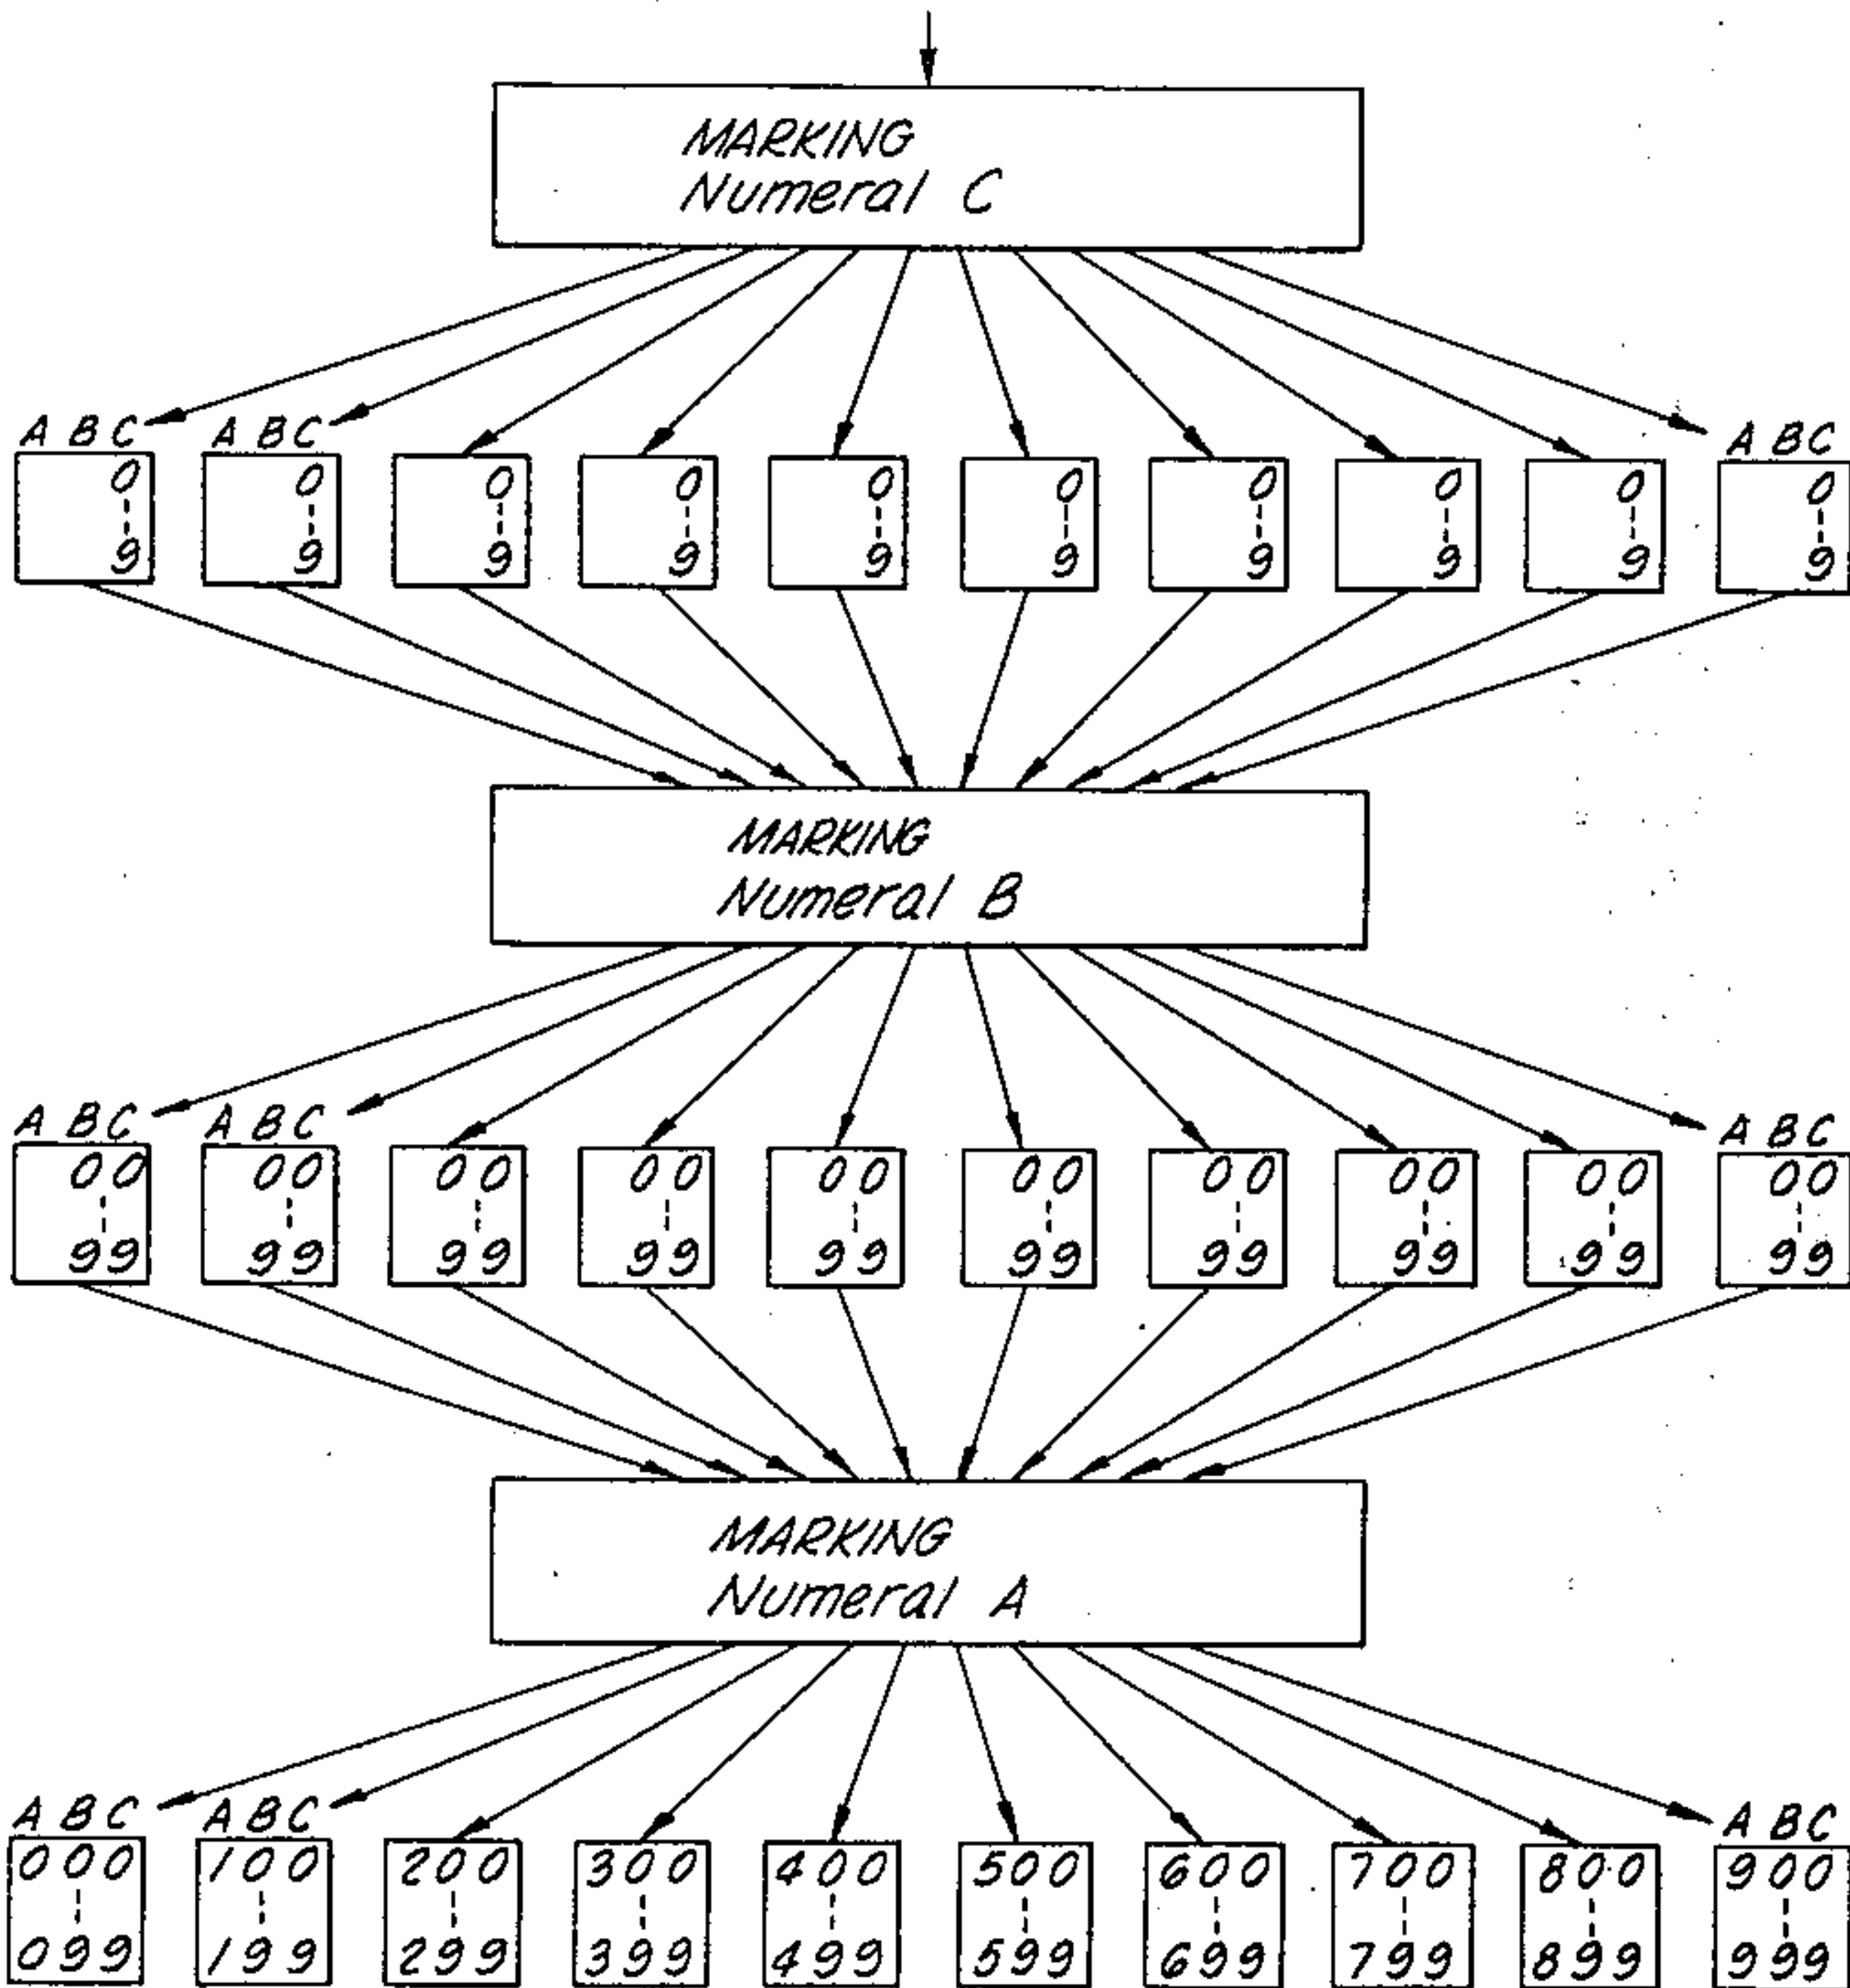 MARKING
Numeral C
A B C A B C A B C
0 0 0 0 0 0 0 0 0 0
9 9 9 9 9 9 9 9 9 9
MARKING
Numeral B
A B C A B C A B C
00 00 00 00 00 00 00 00 00 00
99 99 99 99 99 99 99 99 99 99
MARKING
Numeral A
A B C A B C A B C
000 100 200 300 400 500 600 700 800 900
099 199 299 399 499 599 699 799 899 999